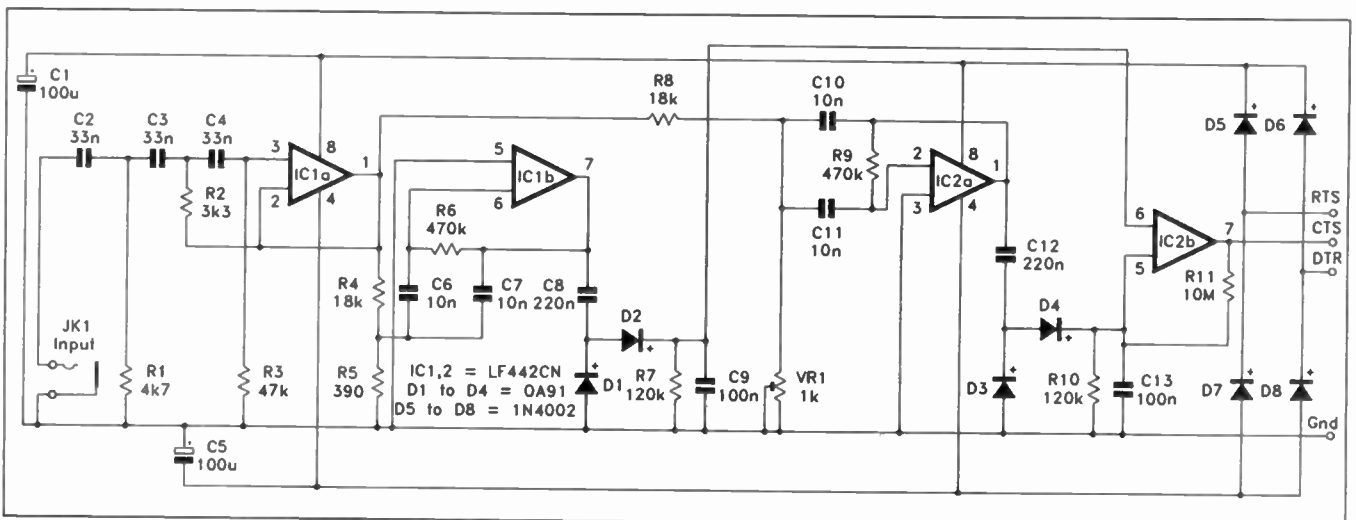 C1
100u
C2
33n
C3
33n
C4
33n
R2
3k3
3
2
8
1
4
IC1a
R8
18k
C10
10n
R9
470k
C11
10n
5
6
7
IC1b
R6
470k
2
3
8
1
4
IC2a
D5
D6
6
5
7
IC2b
RTS
CTS
DTR
R4
18k
C6
10n
C7
10n
C8
220n
C12
220n
R11
10M
JK1
Input
R1
4k7
R3
47k
R5
390
D2
+
D1
+
IC1,2 = LF442CN
D1 to D4 = OA91
D5 to D8 = 1N4002
R7
120k
C9
100n
VR1
1k
D4
+
D3
+
R10
120k
C13
100n
D7
+
D8
+
Gnd
C5
100u